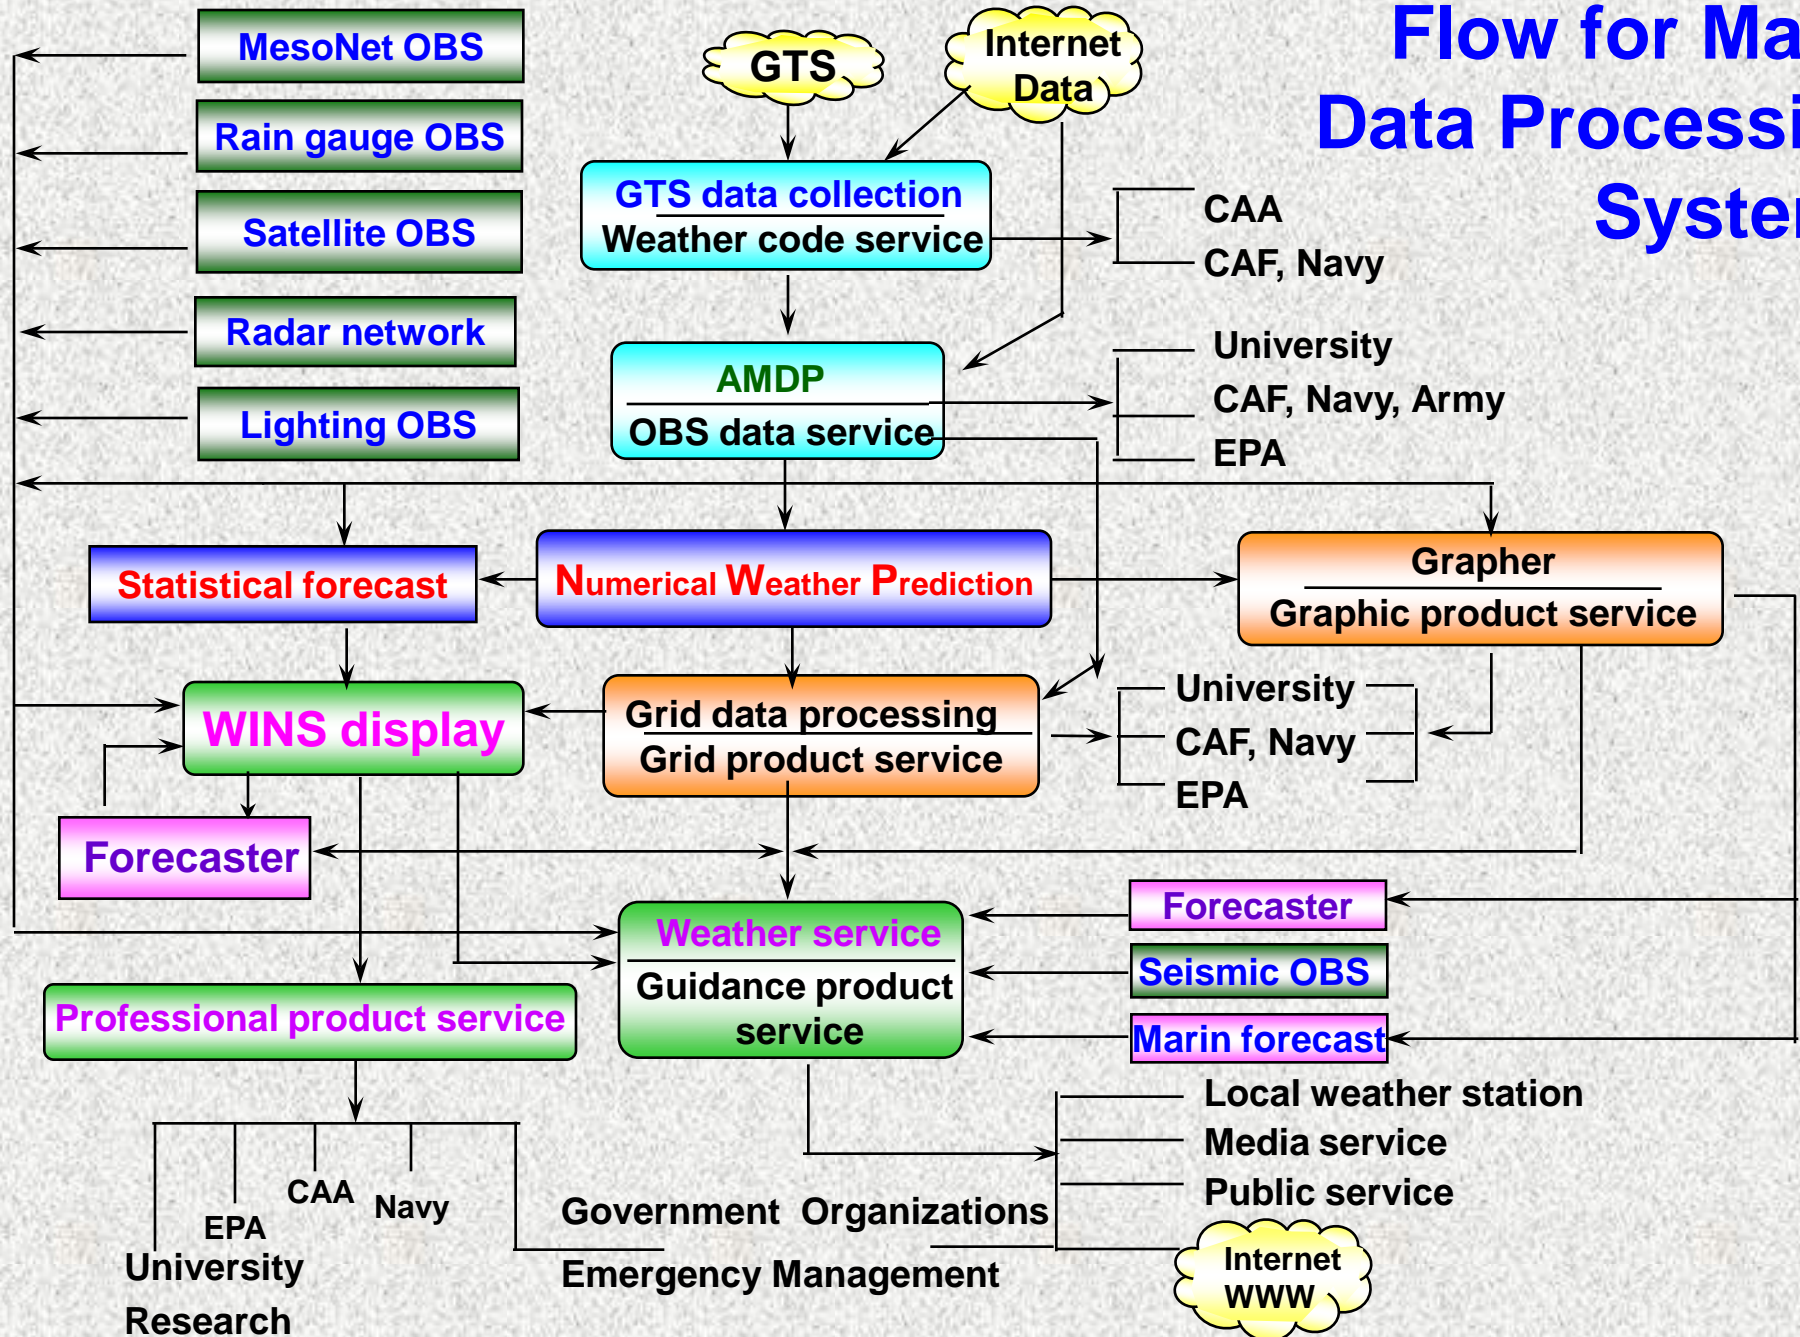 Flow for Ma
Data Processi
System
MesoNet OBS
Rain gauge OBS
Satellite OBS
Radar network
Lighting OBS
GTS
Internet
Data
GTS data collection
Weather code service
CAA
CAF, Navy
AMDP
OBS data service
University
CAF, Navy, Army
EPA
Statistical forecast
Numerical Weather Prediction
Grapher
Graphic product service
WINS display
Grid data processing
Grid product service
University
CAF, Navy
EPA
Forecaster
Weather service
Guidance product
service
Forecaster
Seismic OBS
Marin forecast
Professional product service
Local weather station
Media service
Public service
Internet
WWW
CAA
Navy
EPA
University
Research
Government Organizations
Emergency Management